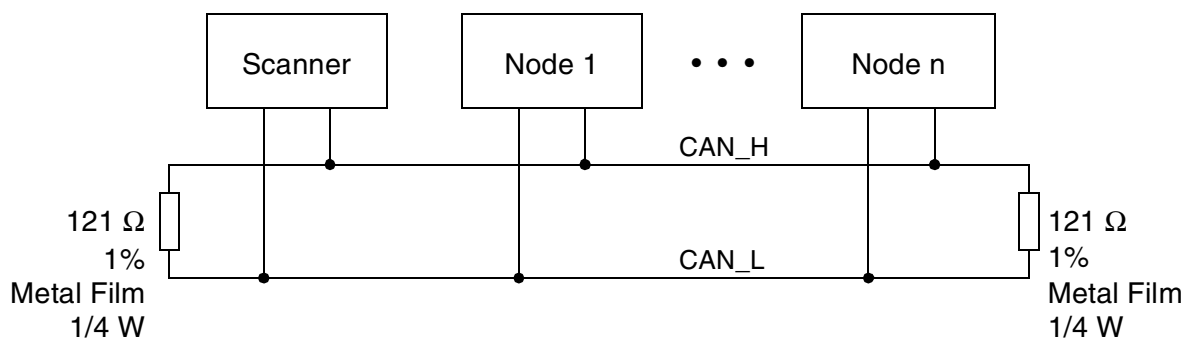 Scanner
Node 1
• • •
Node n
CAN_H
121 Ω
1%
Metal Film
1/4 W
CAN_L
121 Ω
1%
Metal Film
1/4 W